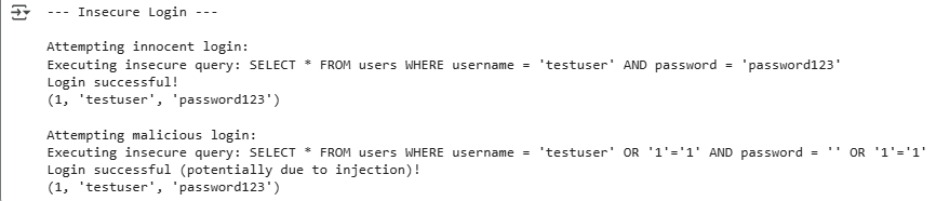 --- Insecure Login ---
Attempting innocent login:
Executing insecure query: SELECT * FROM users WHERE username = 'testuser' AND password = 'password123'
Login successful!
(1, 'testuser', 'password123')
Attempting malicious login:
Executing insecure query: SELECT * FROM users WHERE username = 'testuser' OR '1'='1' AND password = '' OR '1'='1'
Login successful (potentially due to injection)!
(1, 'testuser', 'password123')